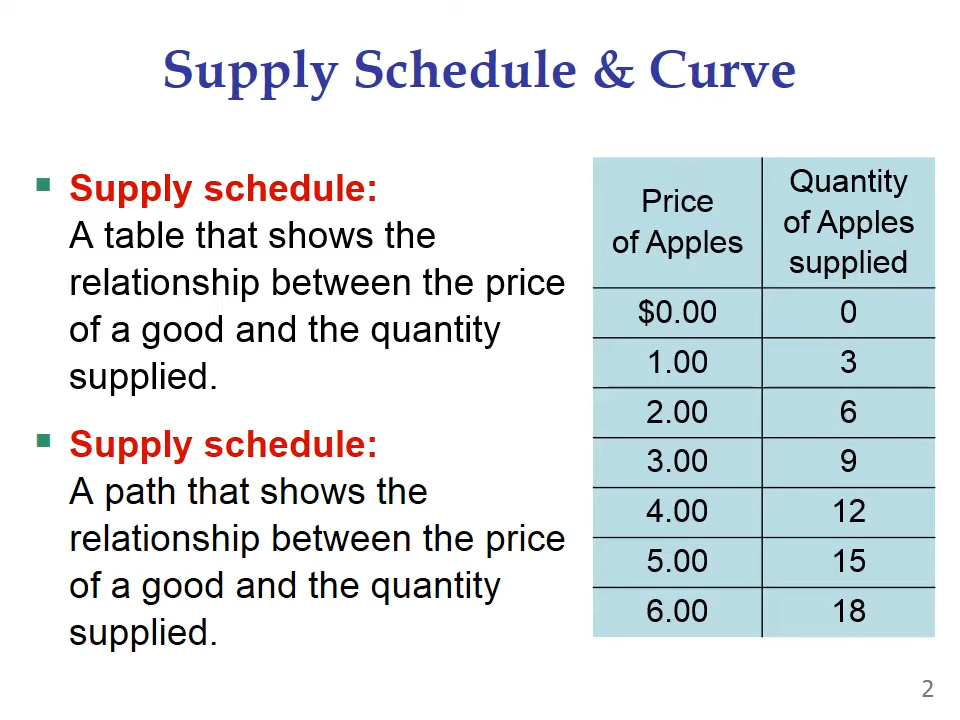 Supply Schedule & Curve
Supply schedule:
A table that shows the
relationship between the price
of a good and the quantity
supplied.
Supply schedule:
A path that shows the
relationship between the price
of a good and the quantity
supplied.
Price
of Apples
Quantity
of Apples
supplied
$0.00 0
1.00 3
2.00 6
3.00 9
4.00 12
5.00 15
6.00 18
2